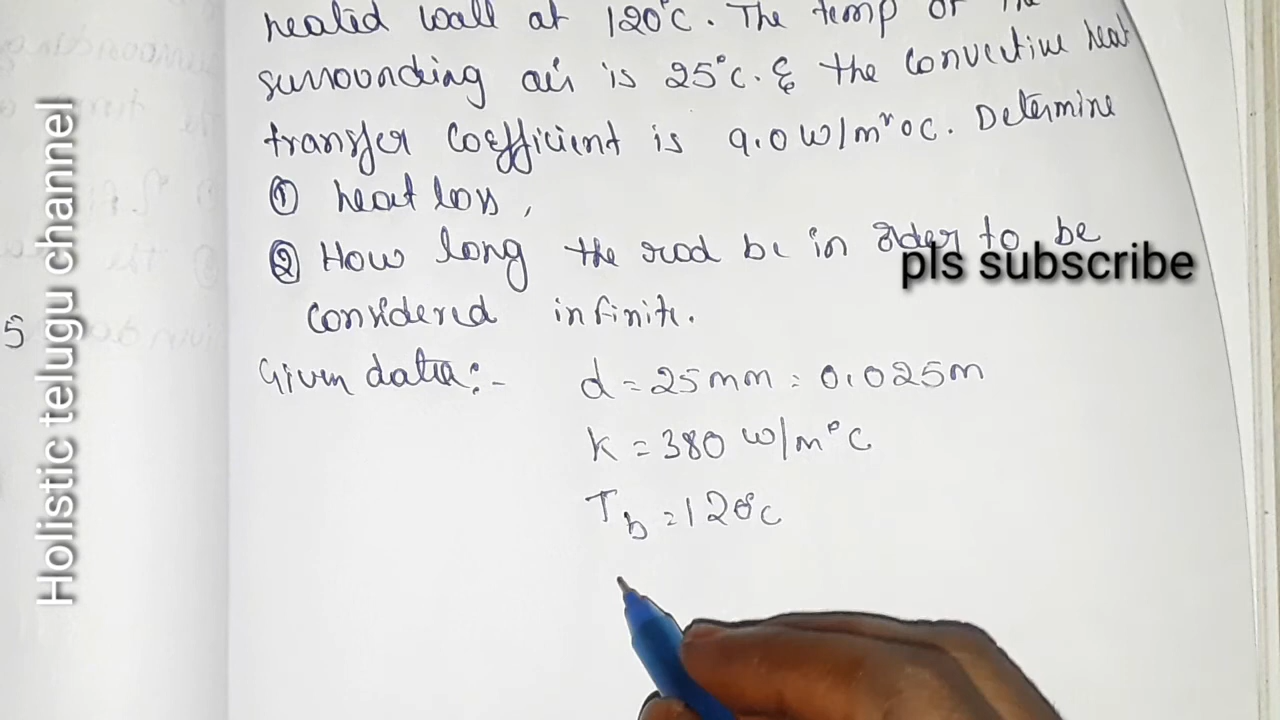 heated wall at 120°C. The temp of the
surrounding air is 25°C. & the convective heat
transfer coefficient is 9.0 W/m²°C. Determine
① heat loss,
② How long the rod be in order to be
considered infinite.
5
Given data:-
d = 25mm = 0.025m
K = 380 W/m°C
T_b = 120°C
Holistic telugu channel
pls subscribe